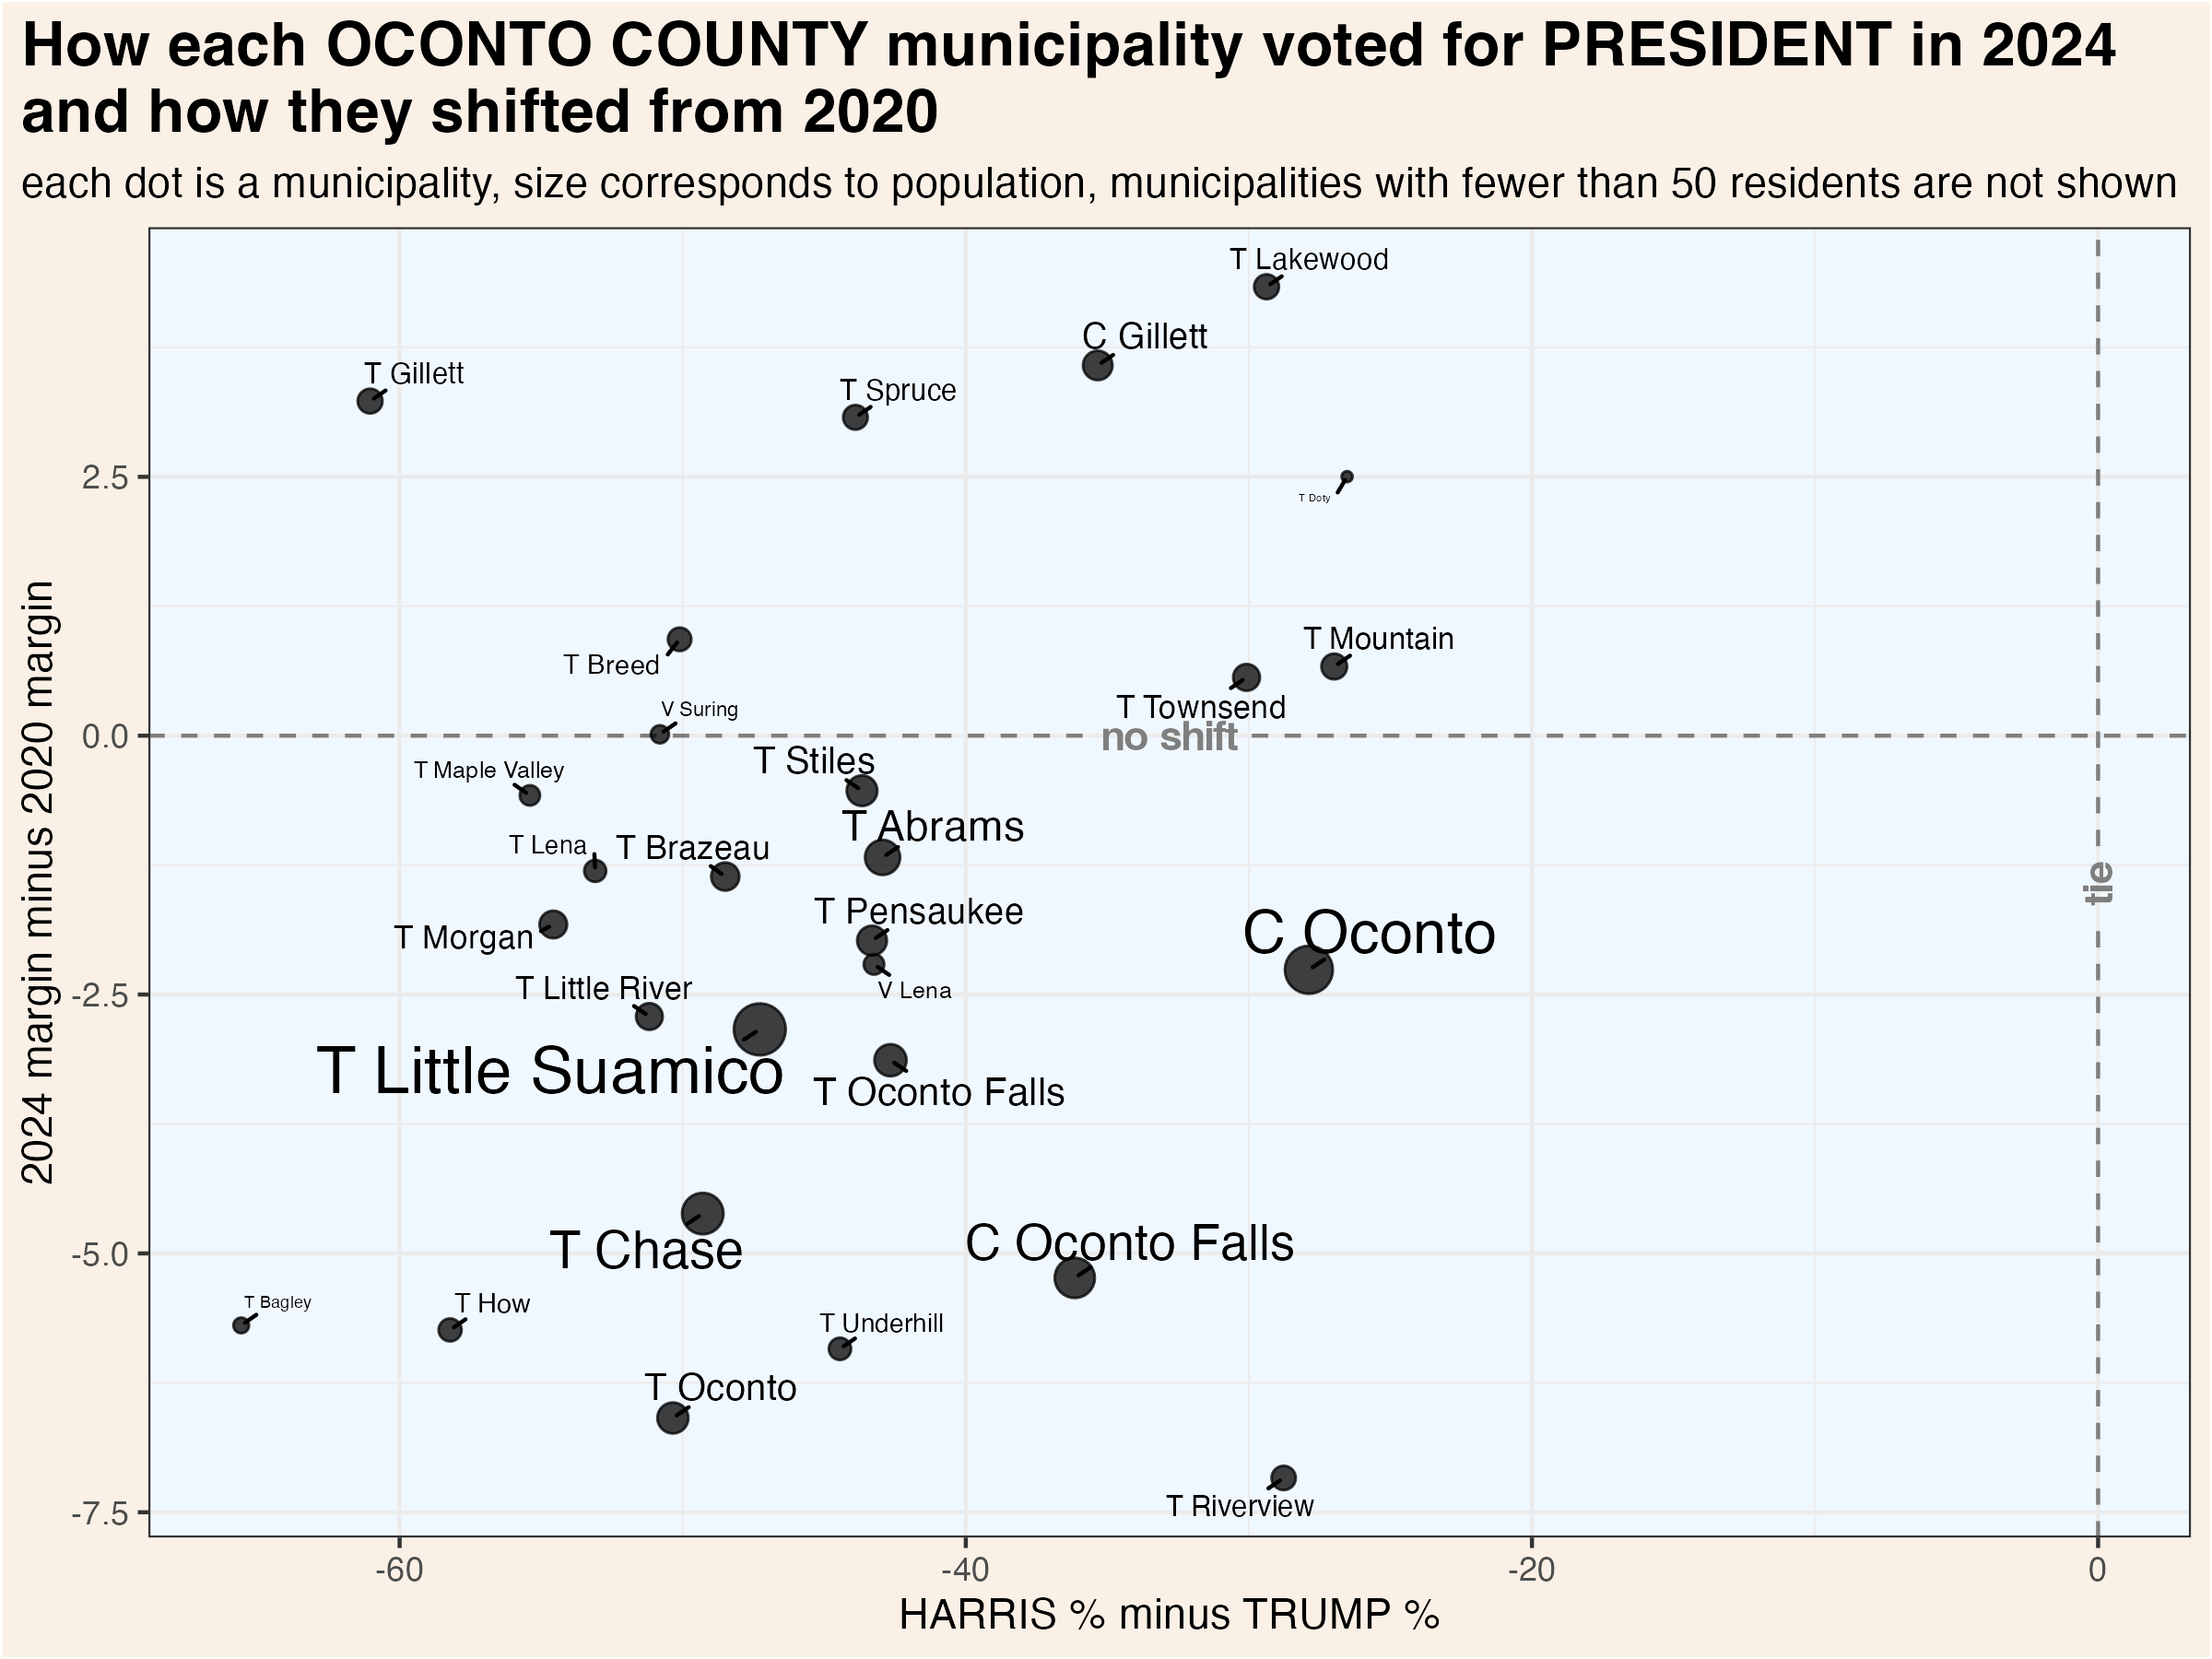 How each OCONTO COUNTY municipality voted for PRESIDENT in 2024
and how they shifted from 2020
each dot is a municipality, size corresponds to population, municipalities with fewer than 50 residents are not shown
T Lakewood
C Gillett
T Gillett
T Spruce
2.5
T Doty
T Mountain
T Breed
T Townsend
V Suring
0.0
no shift
T Stiles
T Maple Valley
T Abrams
T Lena
T Brazeau
tie
T Pensaukee
C Oconto
T Morgan
T Little River
V Lena
-2.5
T Little Suamico
T Oconto Falls
2024 margin minus 2020 margin
T Chase
C Oconto Falls
-5.0
T Bagley
T How
T Underhill
T Oconto
T Riverview
-7.5
-60
-40
-20
0
HARRIS % minus TRUMP %